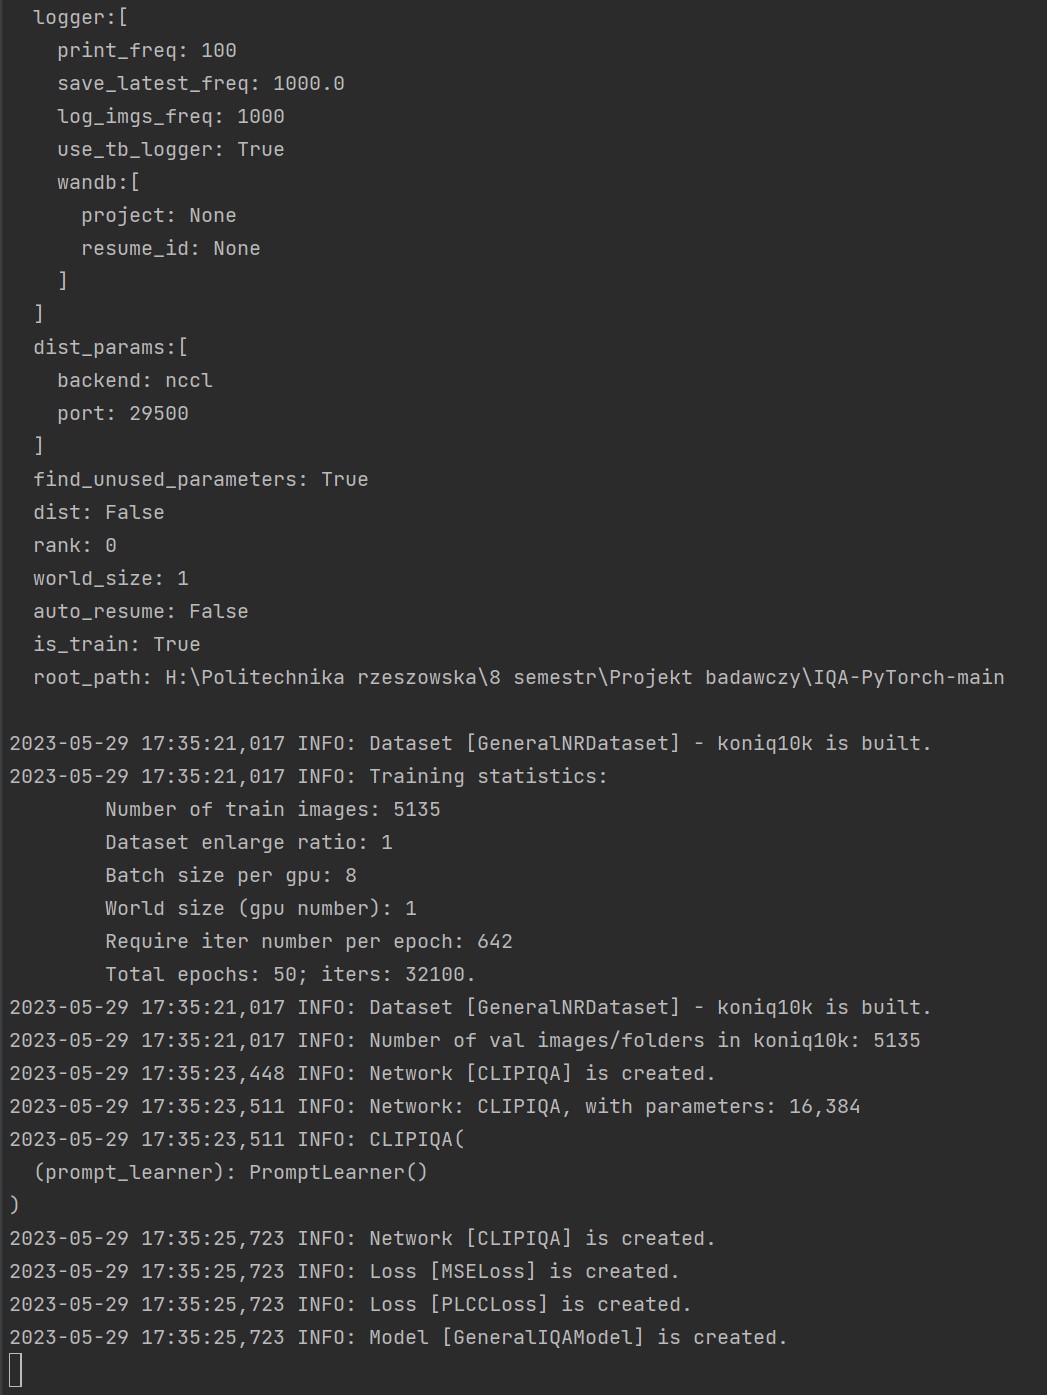 logger:[
print_freq: 100
save_latest_freq: 1000.0
log_imgs_freq: 1000
use_tb_logger: True
wandb:[
project: None
resume_id: None
]
]
dist_params:[
backend: nccl
port: 29500
]
find_unused_parameters: True
dist: False
rank: 0
world_size: 1
auto_resume: False
is_train: True
root_path: H:\Politechnika rzeszowska\8 semestr\Projekt badawczy\IQA-PyTorch-main
2023-05-29 17:35:21,017 INFO: Dataset [GeneralNRDataset] - koniq10k is built.
2023-05-29 17:35:21,017 INFO: Training statistics:
Number of train images: 5135
Dataset enlarge ratio: 1
Batch size per gpu: 8
World size (gpu number): 1
Require iter number per epoch: 642
Total epochs: 50; iters: 32100.
2023-05-29 17:35:21,017 INFO: Dataset [GeneralNRDataset] - koniq10k is built.
2023-05-29 17:35:21,017 INFO: Number of val images/folders in koniq10k: 5135
2023-05-29 17:35:23,448 INFO: Network [CLIPIQA] is created.
2023-05-29 17:35:23,511 INFO: Network: CLIPIQA, with parameters: 16,384
2023-05-29 17:35:23,511 INFO: CLIPIQA(
(prompt_learner): PromptLearner()
)
2023-05-29 17:35:25,723 INFO: Network [CLIPIQA] is created.
2023-05-29 17:35:25,723 INFO: Loss [MSELoss] is created.
2023-05-29 17:35:25,723 INFO: Loss [PLCCLoss] is created.
2023-05-29 17:35:25,723 INFO: Model [GeneralIQAModel] is created.